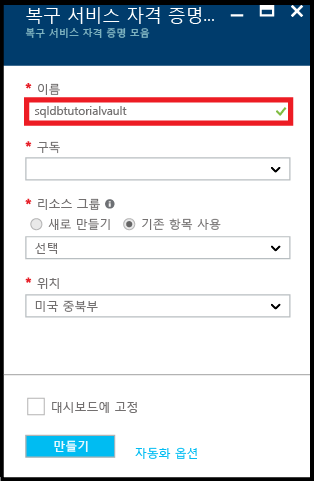 복구 서비스 자격 증명...
복구 서비스 자격 증명 모음
* 이름
sqldbtutorialvault
* 구독
* 리소스 그룹
새로 만들기 기존 항목 사용
선택
* 위치
미국 중북부
대시보드에 고정
만들기 자동화 옵션